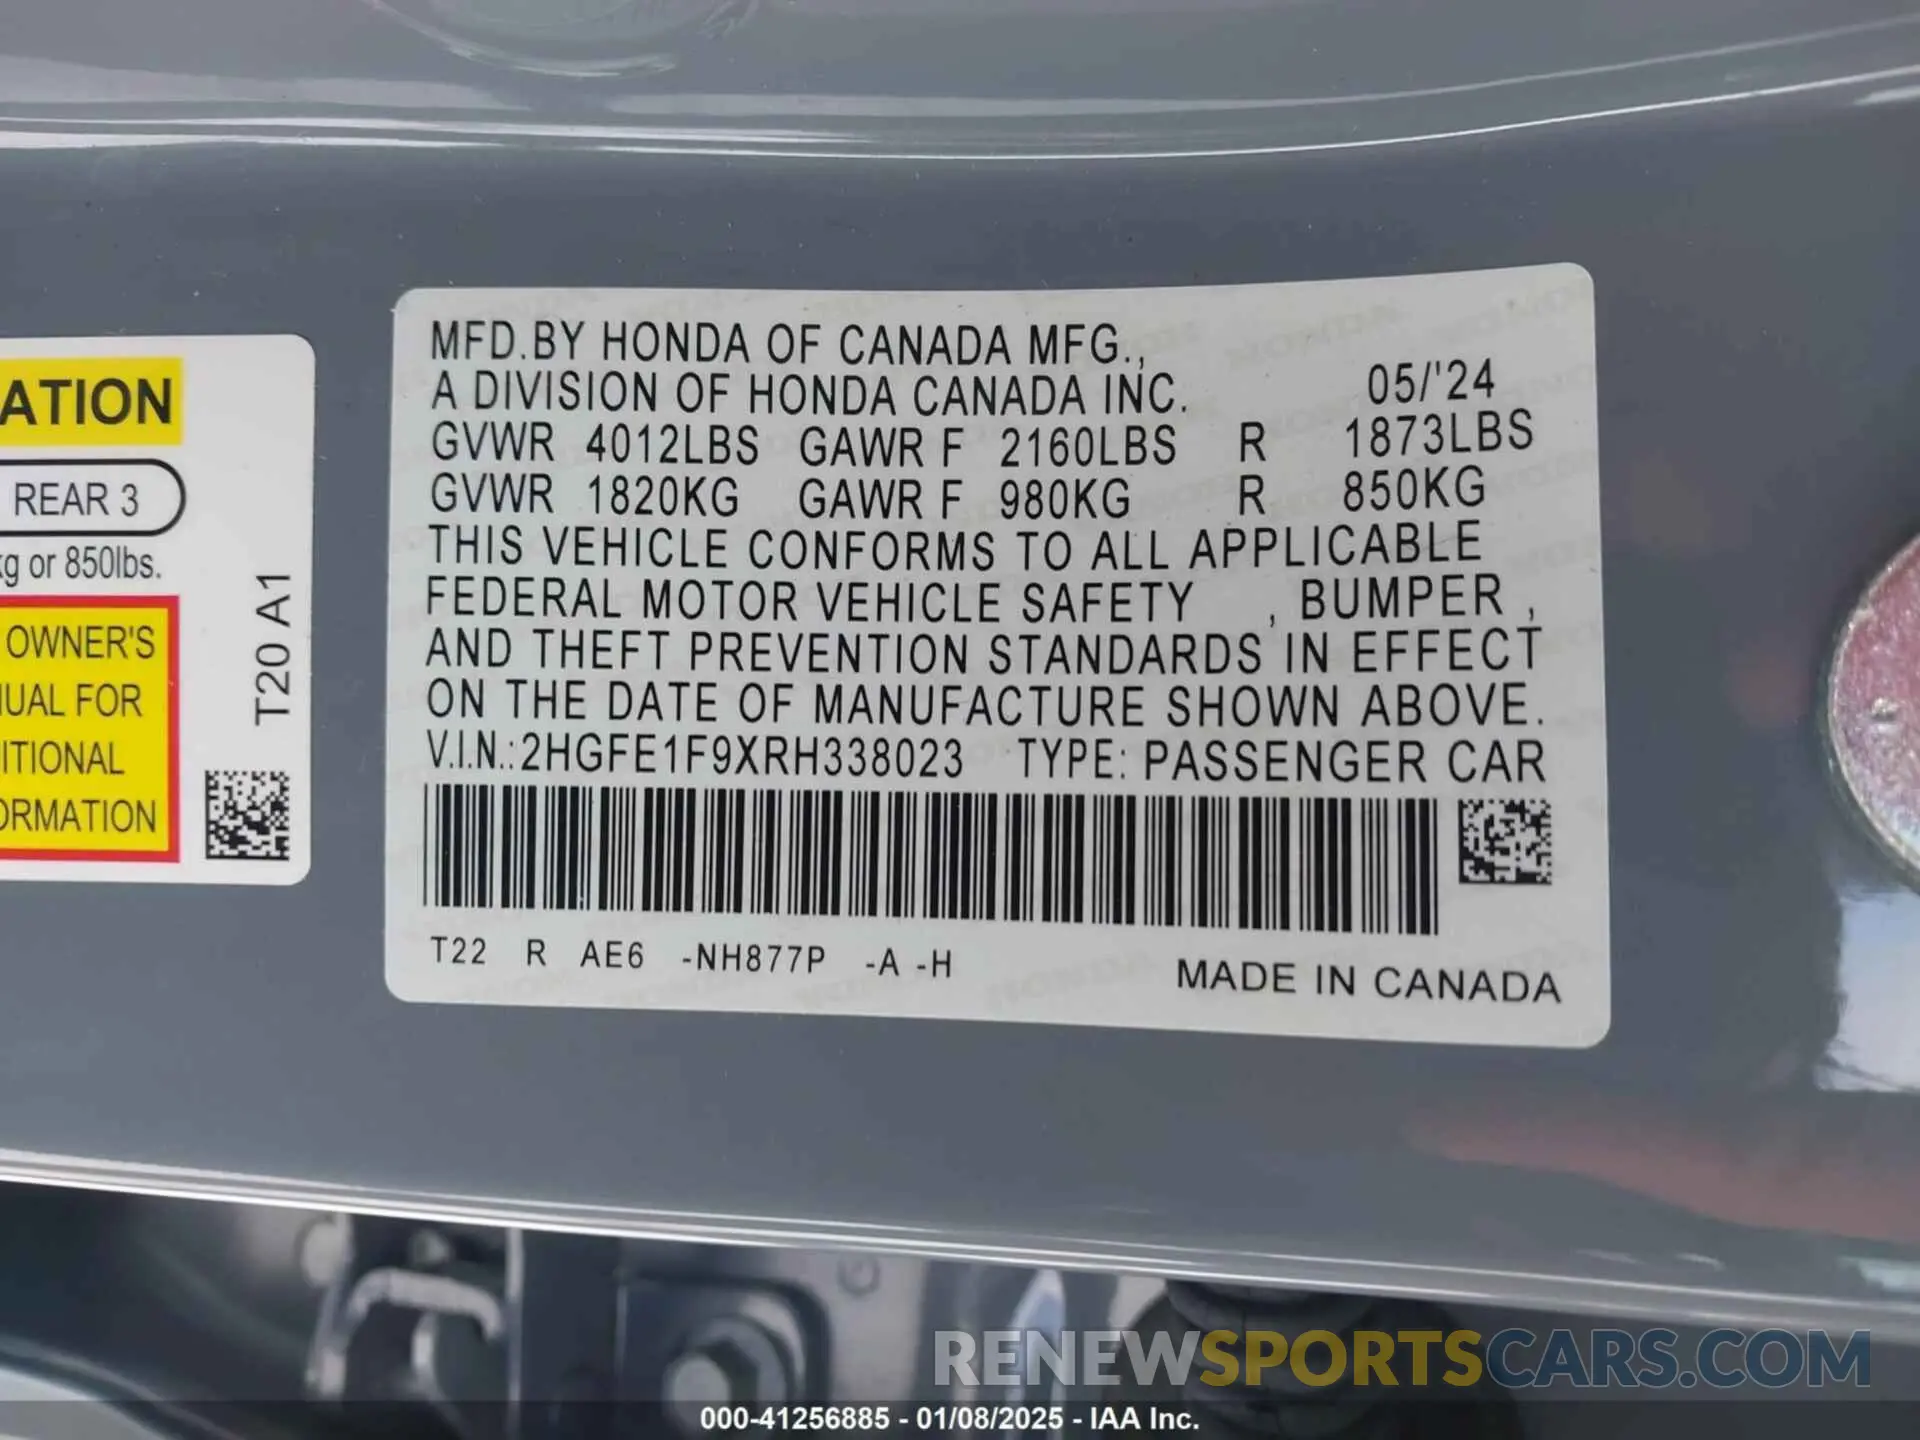 ATION
REAR 3
kg or 850lbs.
OWNER'S
UAL FOR
ITIONAL
ORMATION
T20 A1
MFD.BY HONDA OF CANADA MFG.,
A DIVISION OF HONDA CANADA INC. 05/'24
GVWR 4012LBS GAWR F 2160LBS R 1873LBS
GVWR 1820KG GAWR F 980KG R 850KG
THIS VEHICLE CONFORMS TO ALL APPLICABLE
FEDERAL MOTOR VEHICLE SAFETY , BUMPER ,
AND THEFT PREVENTION STANDARDS IN EFFECT
ON THE DATE OF MANUFACTURE SHOWN ABOVE.
V.I.N.:2HGFE1F9XRH338023 TYPE: PASSENGER CAR
T22 R AE6 -NH877P -A -H
MADE IN CANADA
RENEWSPORTSCARS.COM
000-41256885 - 01/08/2025 - IAA Inc.